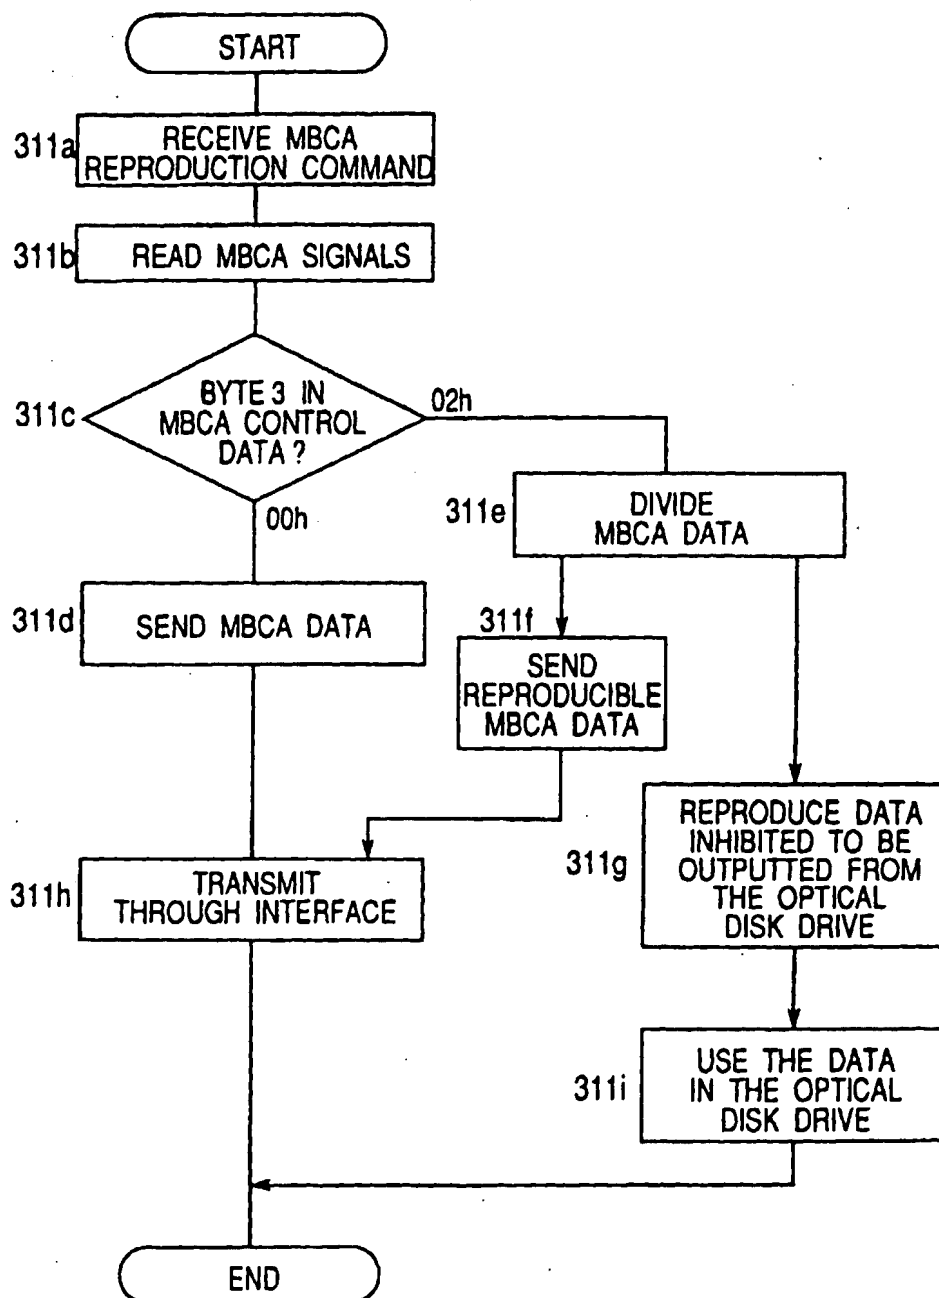 START
311a
RECEIVE MBCA
REPRODUCTION COMMAND
311b
READ MBCA SIGNALS
311c
BYTE 3 IN
MBCA CONTROL
DATA ?
02h
00h
311e
DIVIDE
MBCA DATA
311d
SEND MBCA DATA
311f
SEND
REPRODUCIBLE
MBCA DATA
311g
REPRODUCE DATA
INHIBITED TO BE
OUTPUTTED FROM
THE OPTICAL
DISK DRIVE
311h
TRANSMIT
THROUGH INTERFACE
311i
USE THE DATA
IN THE OPTICAL
DISK DRIVE
END